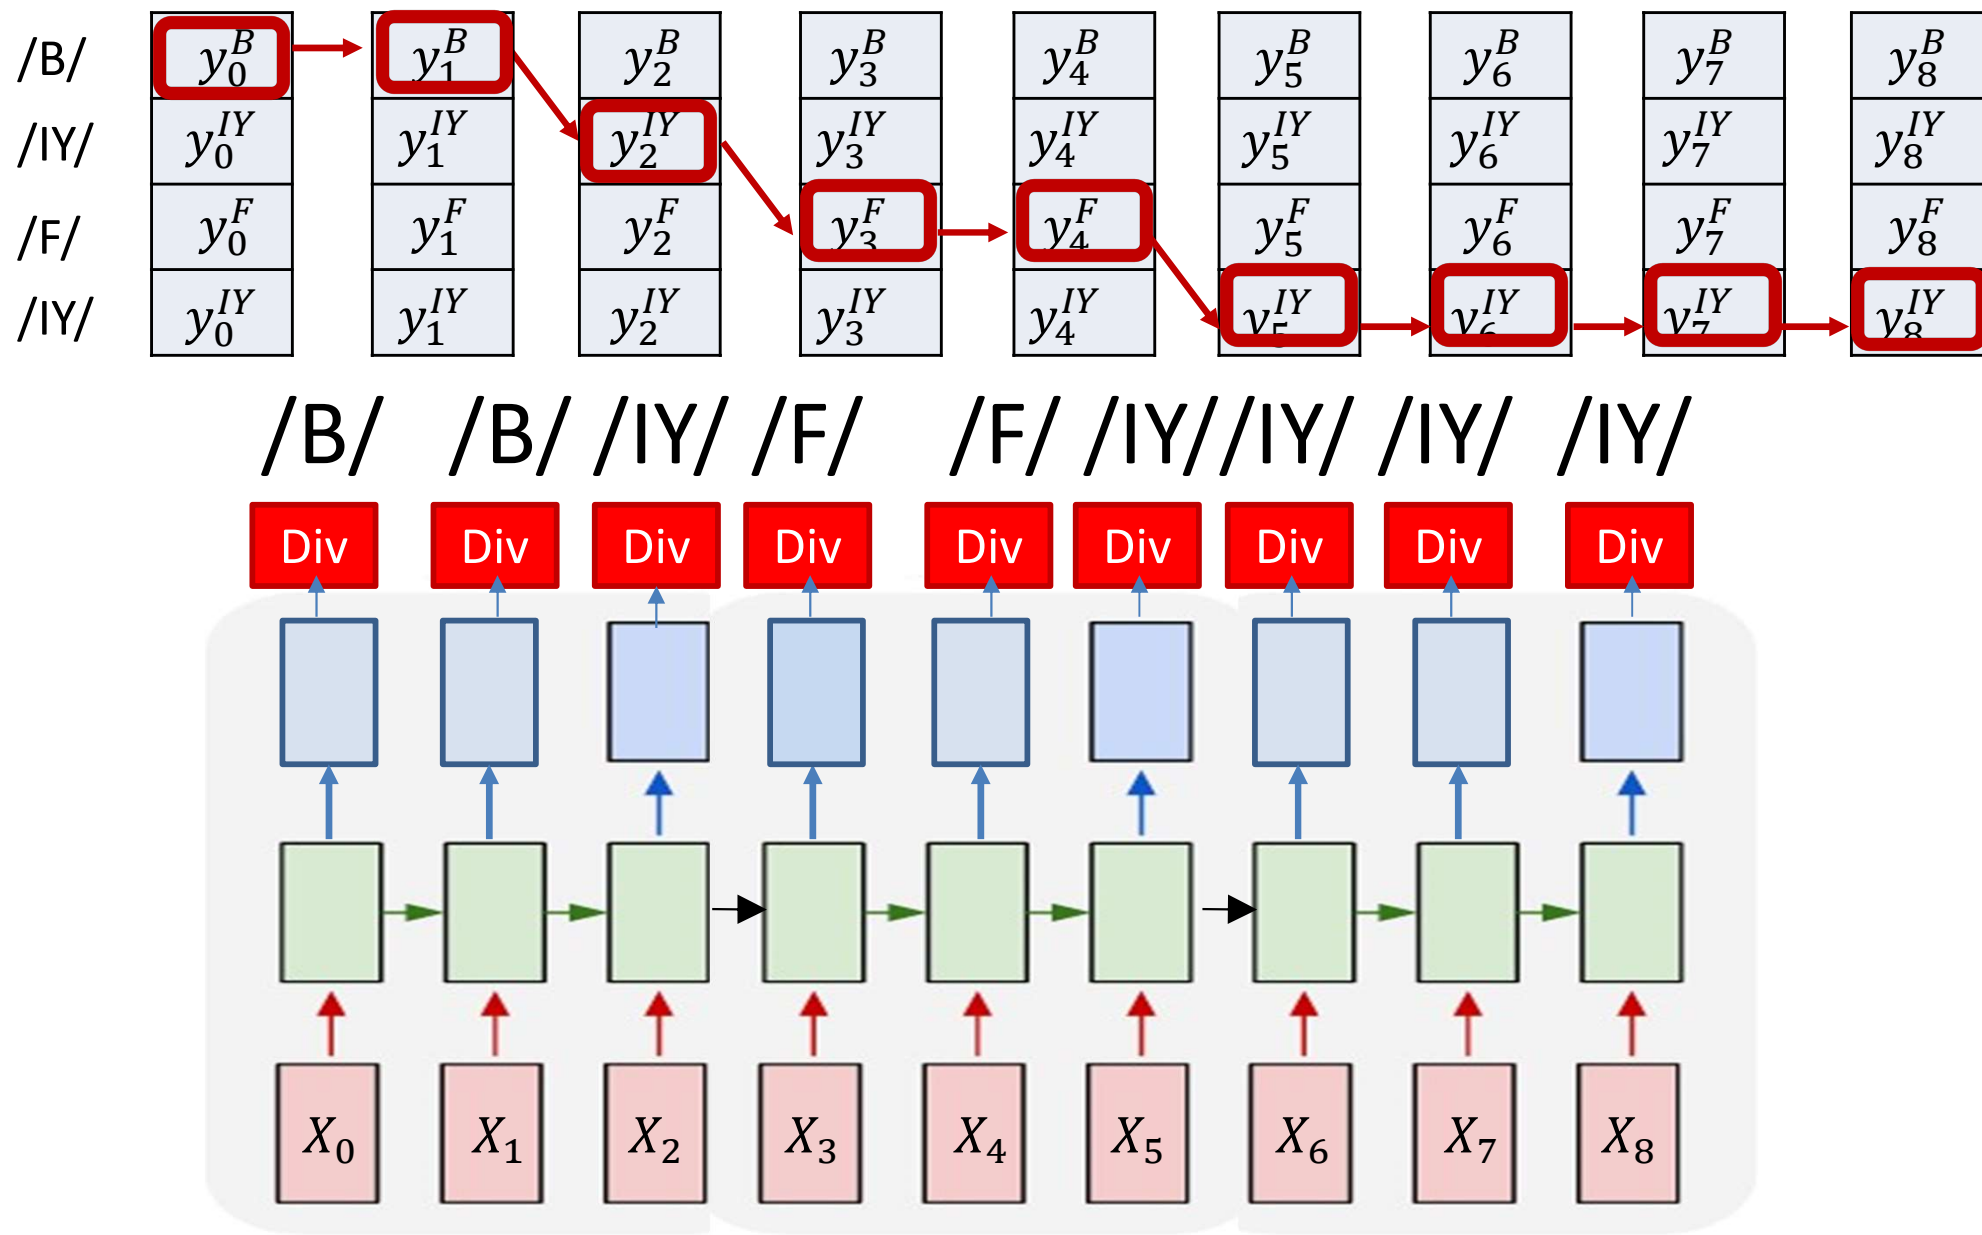 /B/ y_0^B y_1^B y_2^B y_3^B y_4^B y_5^B y_6^B y_7^B y_8^B
/IY/ y_0^{IY} y_1^{IY} y_2^{IY} y_3^{IY} y_4^{IY} y_5^{IY} y_6^{IY} y_7^{IY} y_8^{IY}
/F/ y_0^F y_1^F y_2^F y_3^F y_4^F y_5^F y_6^F y_7^F y_8^F
/IY/ y_0^{IY} y_1^{IY} y_2^{IY} y_3^{IY} y_4^{IY} y_5^{IY} y_6^{IY} y_7^{IY} y_8^{IY}
/B/ /B/ /IY/ /F/ /F/ /IY/ /IY/ /IY/ /IY/
Div Div Div Div Div Div Div Div Div
X_0 X_1 X_2 X_3 X_4 X_5 X_6 X_7 X_8